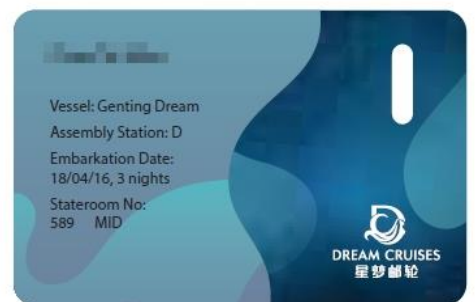 Vessel: Genting Dream
Assembly Station: D
Embarkation Date:
18/04/16, 3 nights
Stateroom No:
589 MID
DREAM CRUISES
星梦邮轮